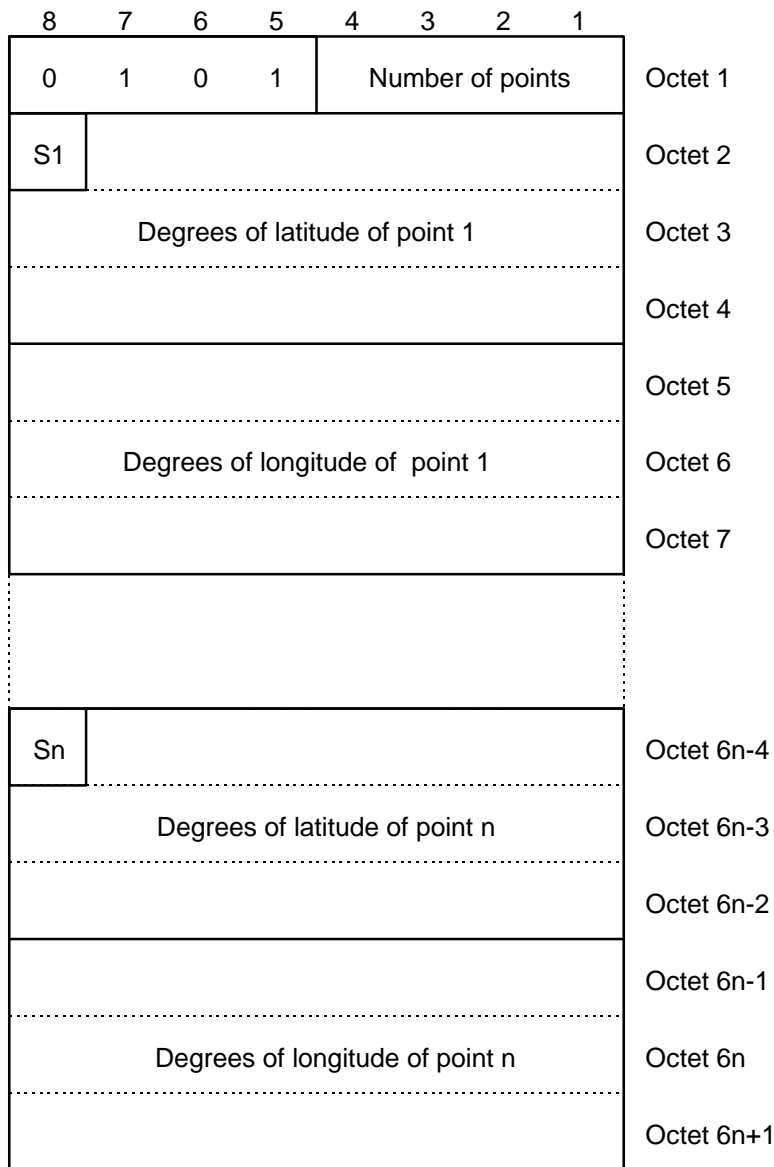 8 7 6 5 4 3 2 1
0 1 0 1 Number of points Octet 1
S1 Octet 2
Degrees of latitude of point 1 Octet 3
Octet 4
Octet 5
Degrees of longitude of point 1 Octet 6
Octet 7
Sn Octet 6n-4
Degrees of latitude of point n Octet 6n-3
Octet 6n-2
Octet 6n-1
Degrees of longitude of point n Octet 6n
Octet 6n+1